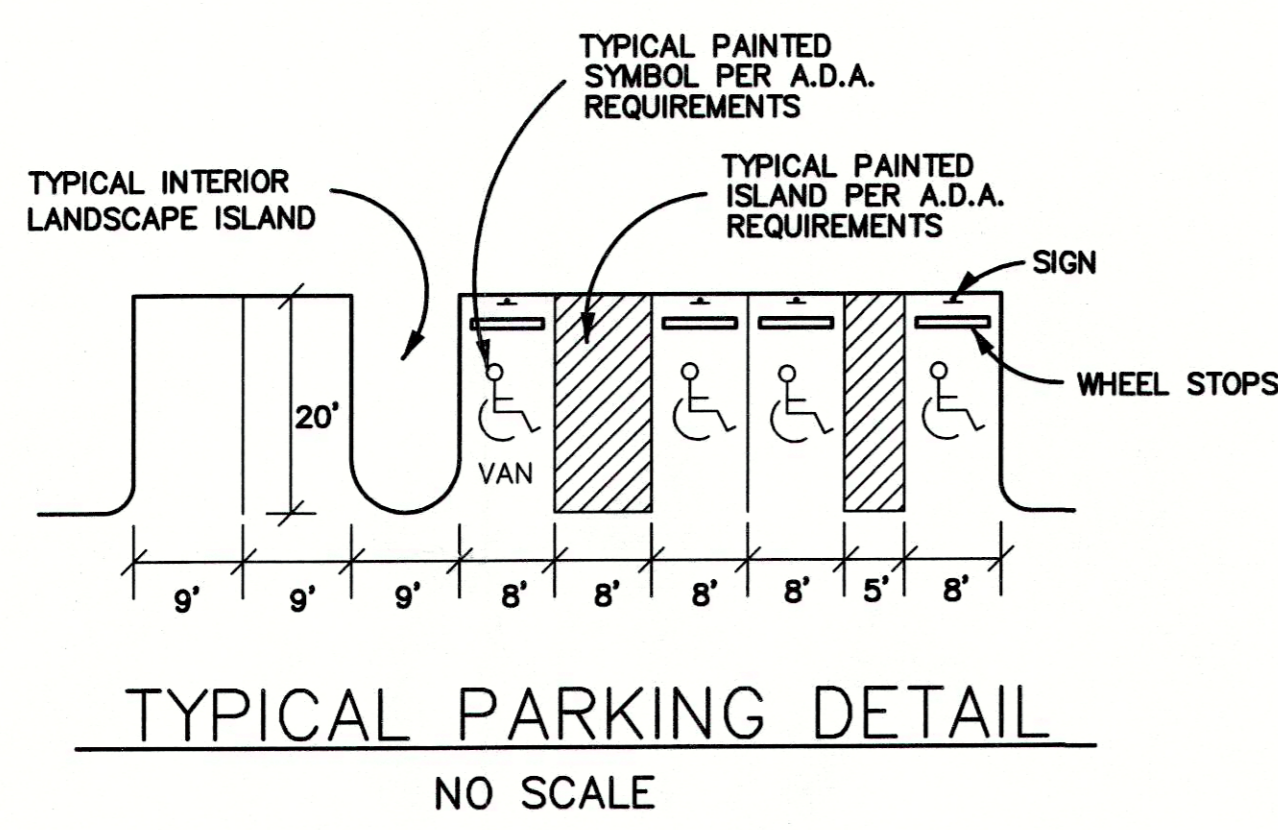 TYPICAL PAINTED
SYMBOL PER A.D.A.
REQUIREMENTS
TYPICAL PAINTED
ISLAND PER A.D.A.
REQUIREMENTS
TYPICAL INTERIOR
LANDSCAPE ISLAND
SIGN
WHEEL STOPS
20'
VAN
9' 9' 9' 8' 8' 8' 8' 5' 8'
TYPICAL PARKING DETAIL
NO SCALE